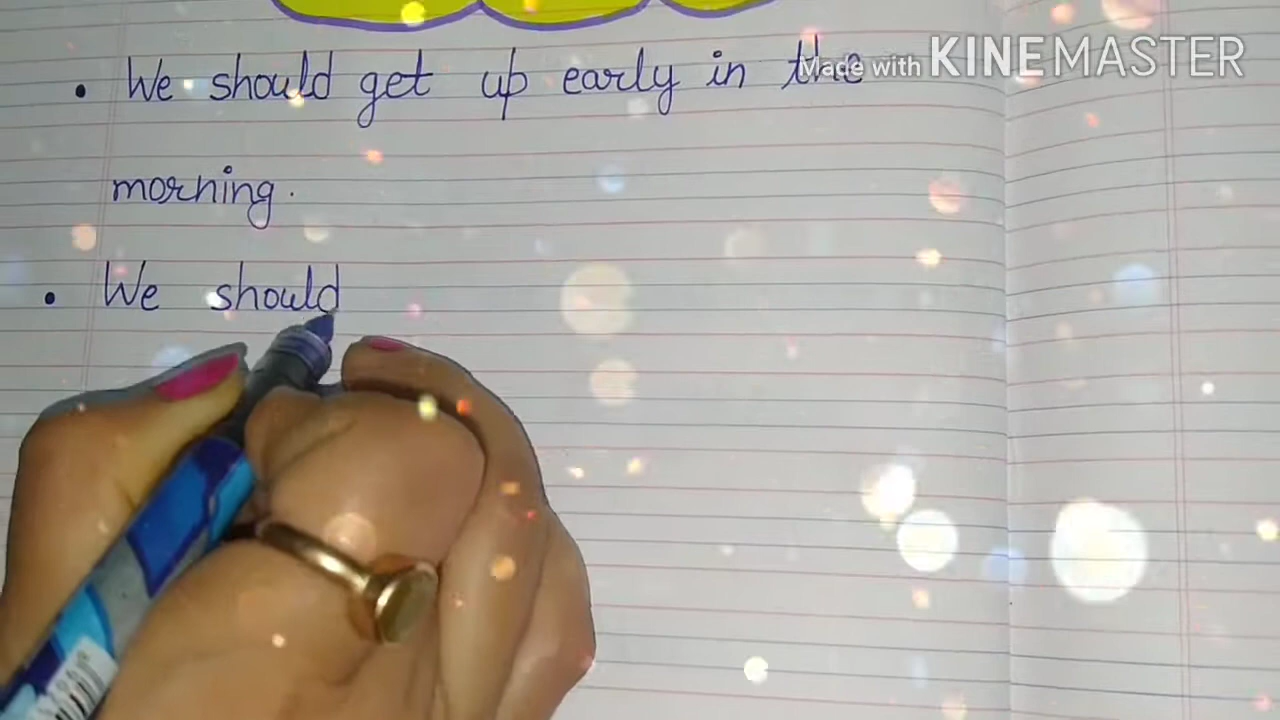 Made with KINEMASTER
• We should get up early in the
morning.
• We should